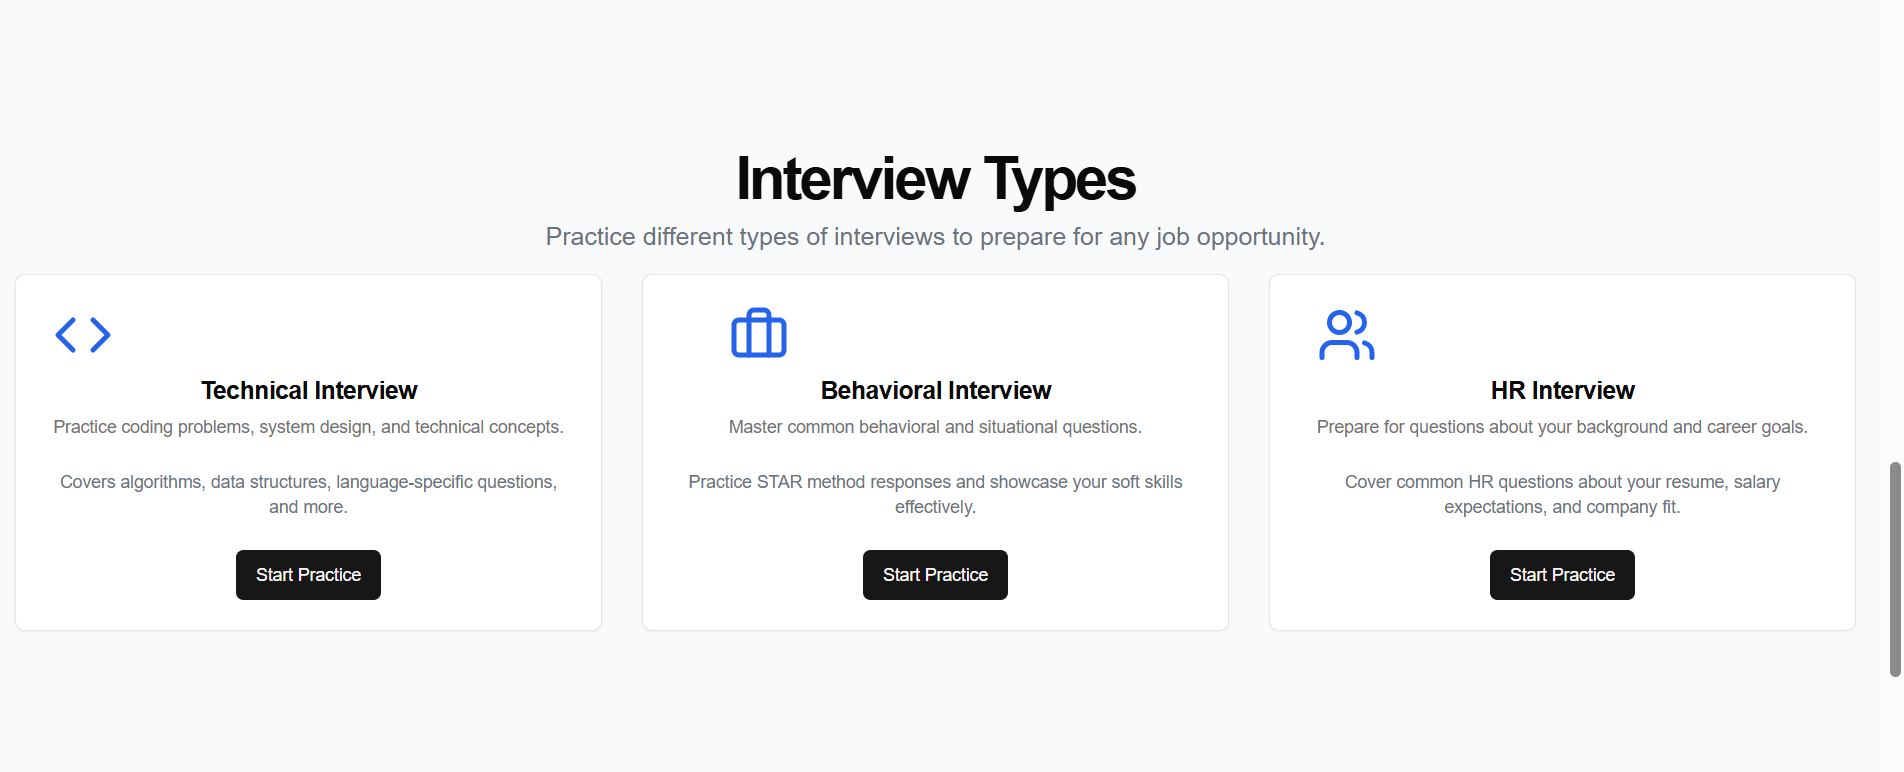 Interview Types
Practice different types of interviews to prepare for any job opportunity.
Technical Interview
Practice coding problems, system design, and technical concepts.
Covers algorithms, data structures, language-specific questions,
and more.
Start Practice
Behavioral Interview
Master common behavioral and situational questions.
Practice STAR method responses and showcase your soft skills
effectively.
Start Practice
HR Interview
Prepare for questions about your background and career goals.
Cover common HR questions about your resume, salary
expectations, and company fit.
Start Practice